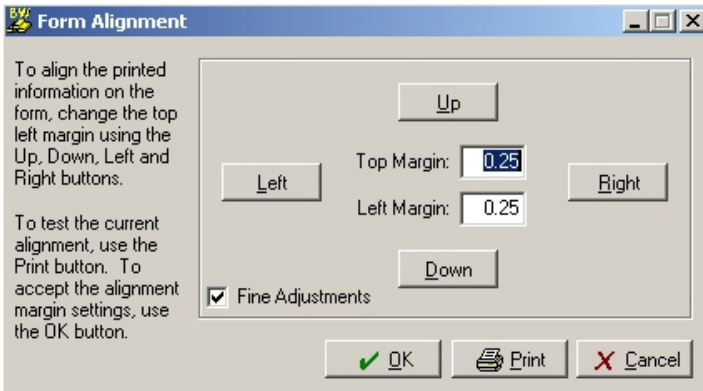 BYS Form Alignment
To align the printed
information on the
form, change the top
left margin using the
Up, Down, Left and
Right buttons.
To test the current
alignment, use the
Print button. To
accept the alignment
margin settings, use
the OK button.
Up
Left
Top Margin: 0.25
Right
Left Margin: 0.25
Down
Fine Adjustments
OK Print Cancel